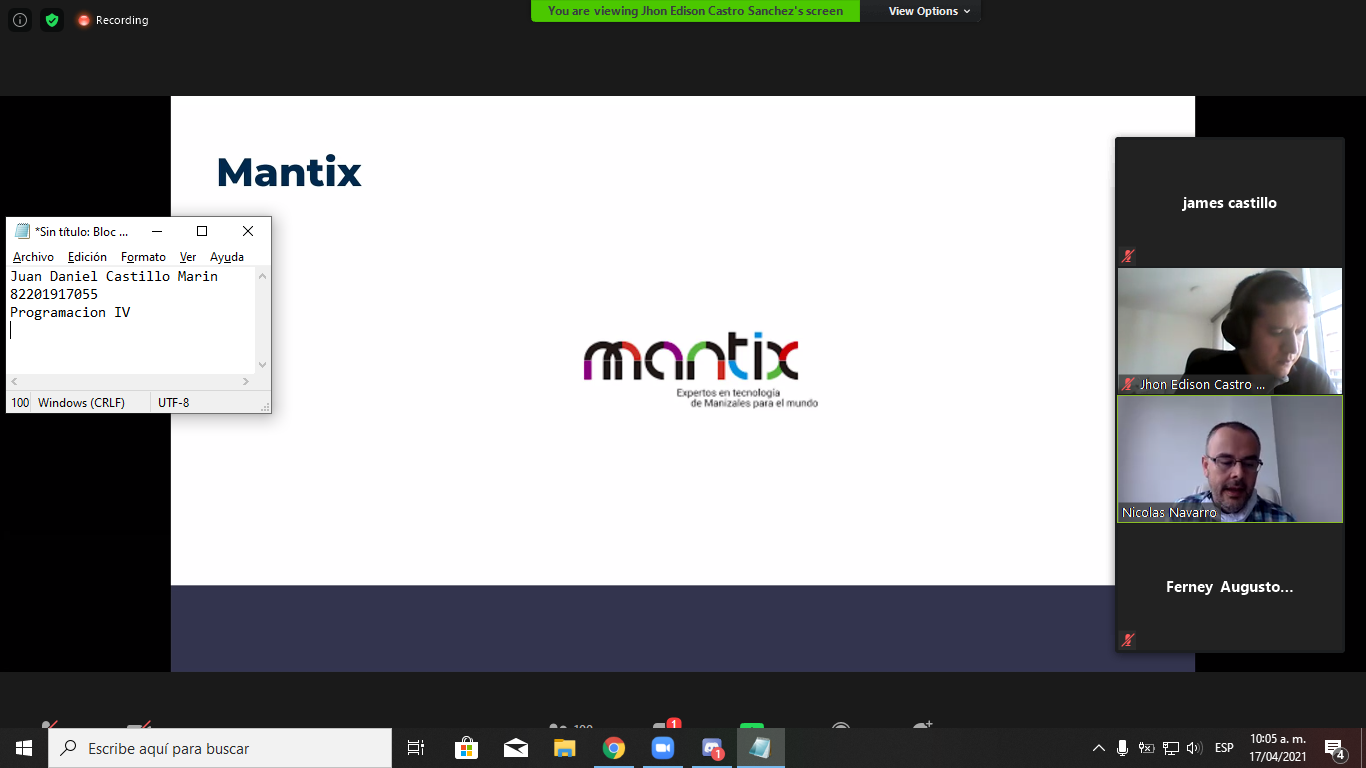 Recording
You are viewing Jhon Edison Castro Sanchez's screen
View Options
Mantix
mantix
Expertos en tecnología
de Manizales para el mundo
*Sin título: Bloc ...
Archivo Edición Formato Ver Ayuda
Juan Daniel Castillo Marin
82201917055
Programacion IV
100 Windows (CRLF) UTF-8
james castillo
Jhon Edison Castro ...
Nicolas Navarro
Ferney Augusto...
1
Escribe aquí para buscar
1
ESP
10:05 a. m.
17/04/2021
4